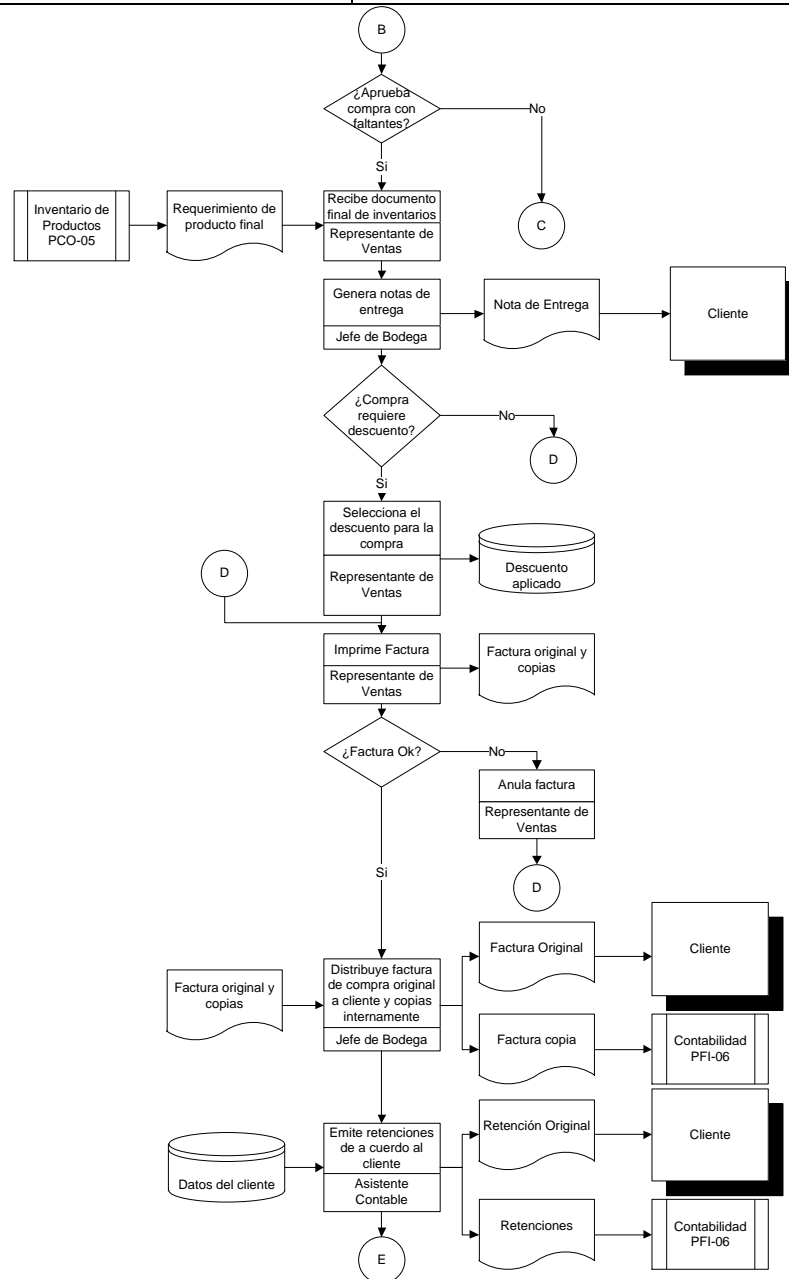 B
¿Aprueba
compra con
faltantes?
No
Si
C
Inventario de
Productos
PCO-05
Requerimiento de
producto final
Recibe documento
final de inventarios
Representante de
Ventas
Genera notas de
entrega
Jefe de Bodega
Nota de Entrega
Cliente
¿Compra
requiere
descuento?
No
D
Si
Selecciona el
descuento para la
compra
Representante de
Ventas
Descuento
aplicado
D
Imprime Factura
Representante de
Ventas
Factura original y
copias
¿Factura Ok?
No
Anula factura
Representante de
Ventas
D
Si
Factura original y
copias
Distribuye factura
de compra original
a cliente y copias
internamente
Jefe de Bodega
Factura Original
Cliente
Factura copia
Contabilidad
PFI-06
Datos del cliente
Emite retenciones
de a cuerdo al
cliente
Asistente
Contable
Retención Original
Cliente
Retenciones
Contabilidad
PFI-06
E